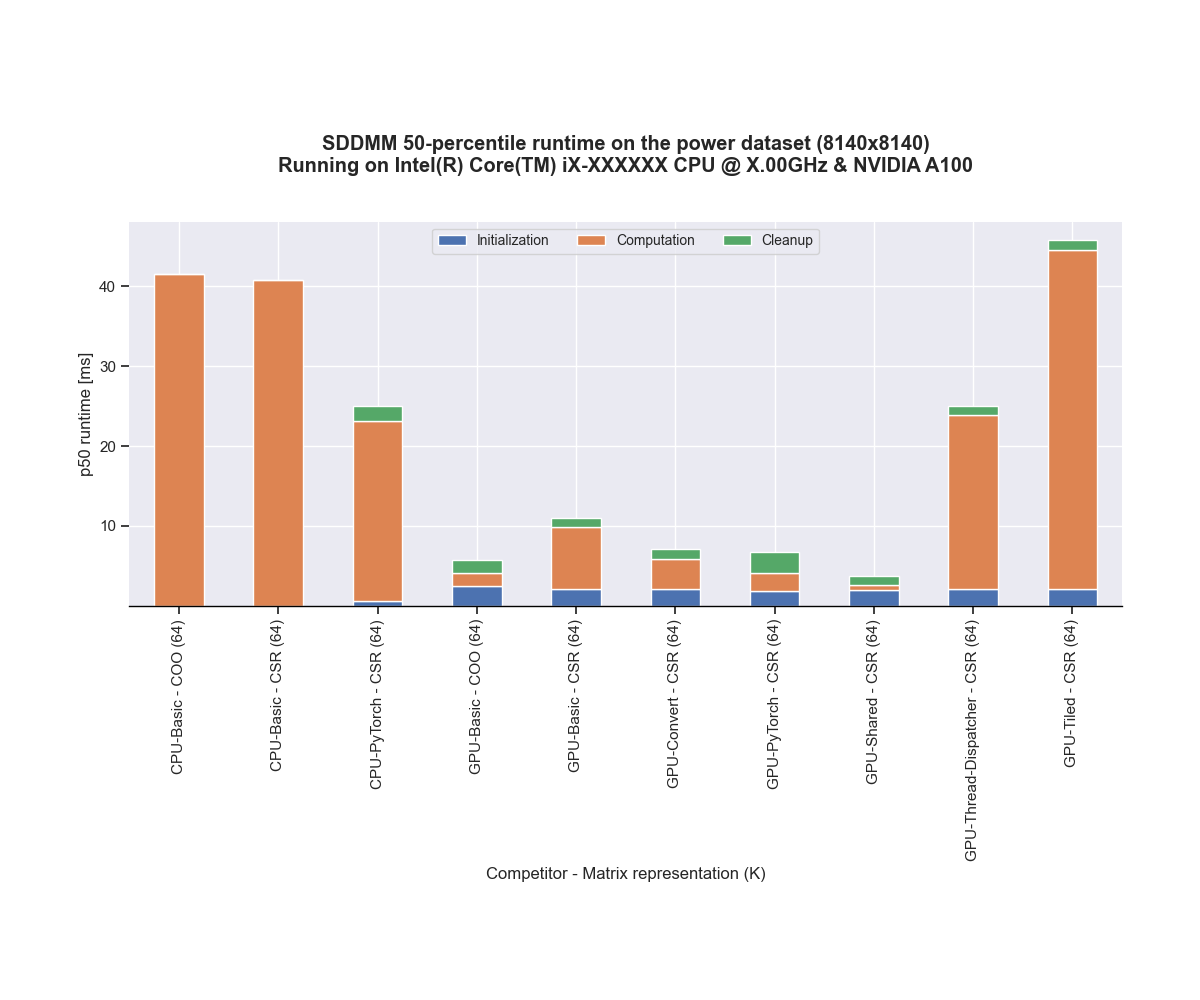 SDDMM 50-percentile runtime on the power dataset (8140x8140)
Running on Intel(R) Core(TM) iX-XXXXXX CPU @ X.00GHz & NVIDIA A100
Initialization
Computation
Cleanup
p50 runtime [ms]
40
30
20
10
CPU-Basic - COO (64)
CPU-Basic - CSR (64)
CPU-PyTorch - CSR (64)
GPU-Basic - COO (64)
GPU-Basic - CSR (64)
GPU-Convert - CSR (64)
GPU-PyTorch - CSR (64)
GPU-Shared - CSR (64)
GPU-Thread-Dispatcher - CSR (64)
GPU-Tiled - CSR (64)
Competitor - Matrix representation (K)